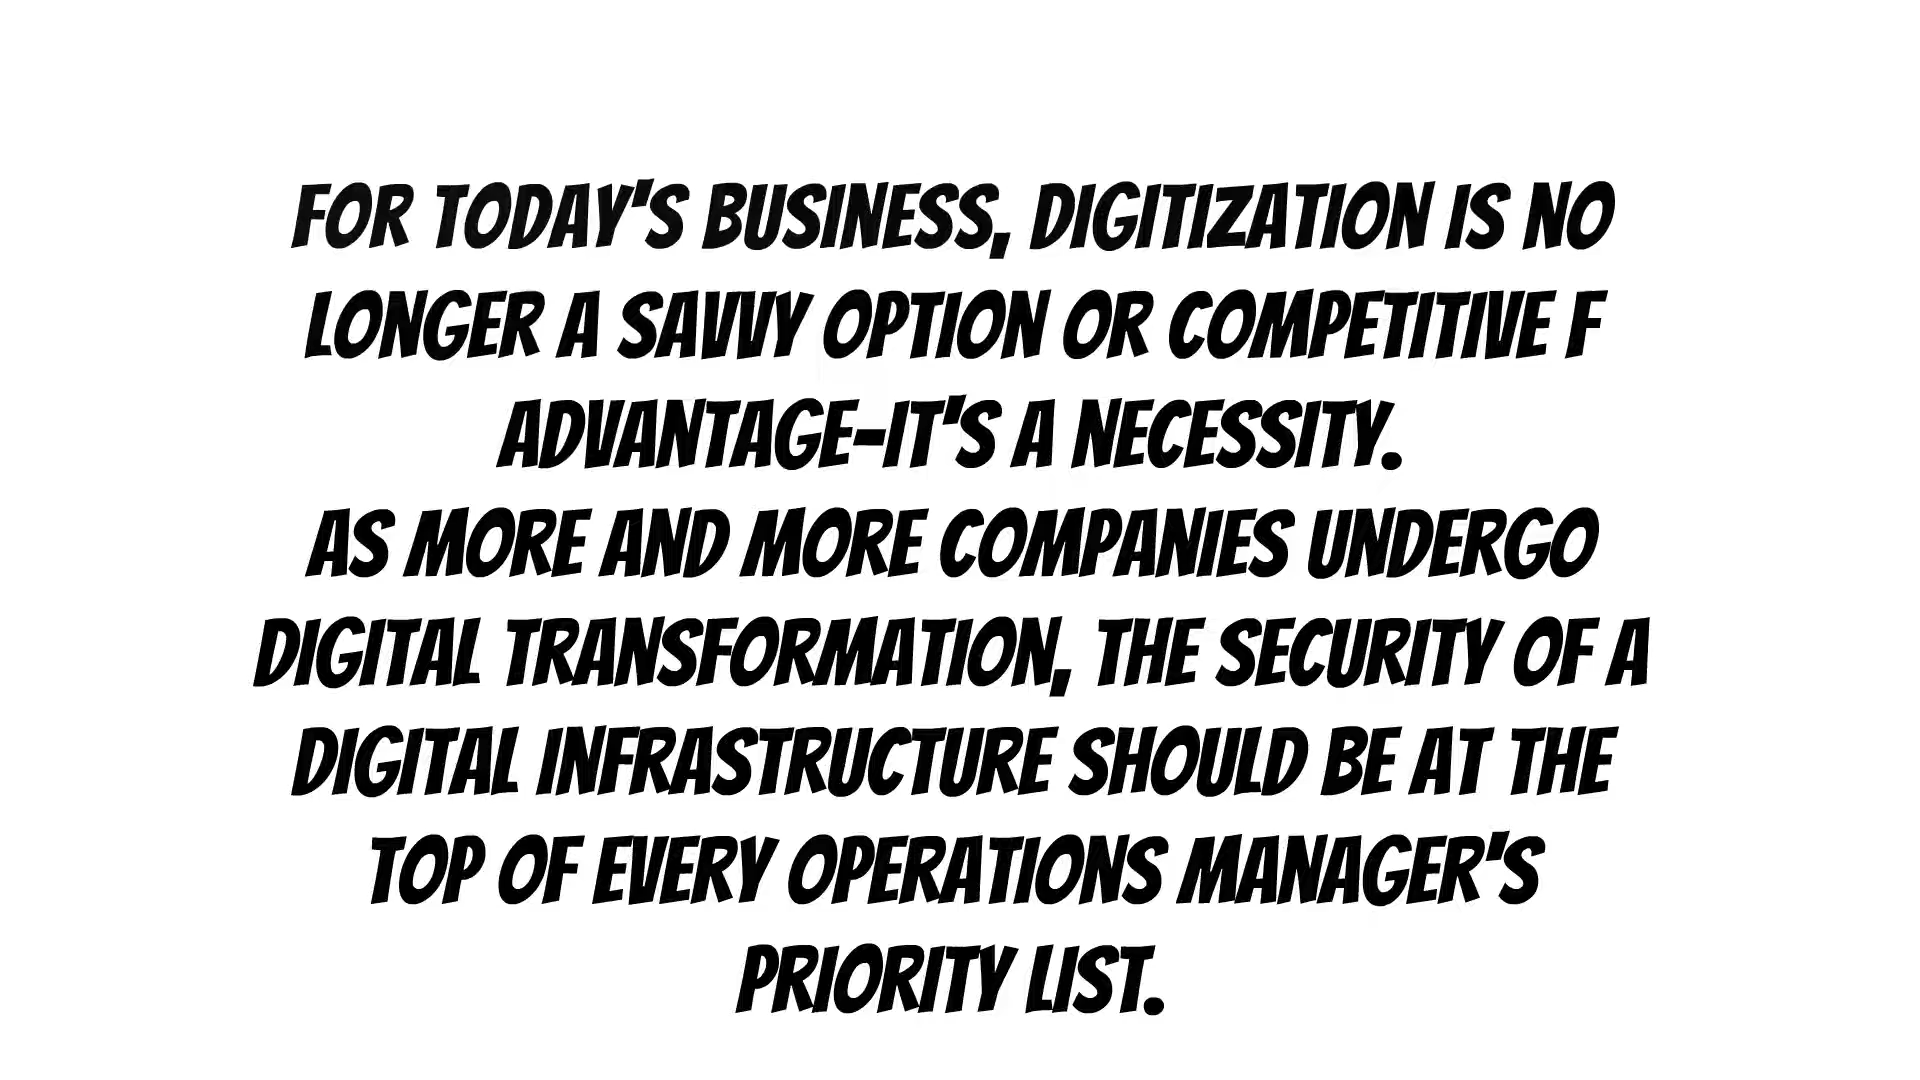 FOR TODAY'S BUSINESS, DIGITIZATION IS NO
LONGER A SAVVY OPTION OR COMPETITIVE F
ADVANTAGE-IT'S A NECESSITY.
AS MORE AND MORE COMPANIES UNDERGO
DIGITAL TRANSFORMATION, THE SECURITY OF A
DIGITAL INFRASTRUCTURE SHOULD BE AT THE
TOP OF EVERY OPERATIONS MANAGER'S
PRIORITY LIST.